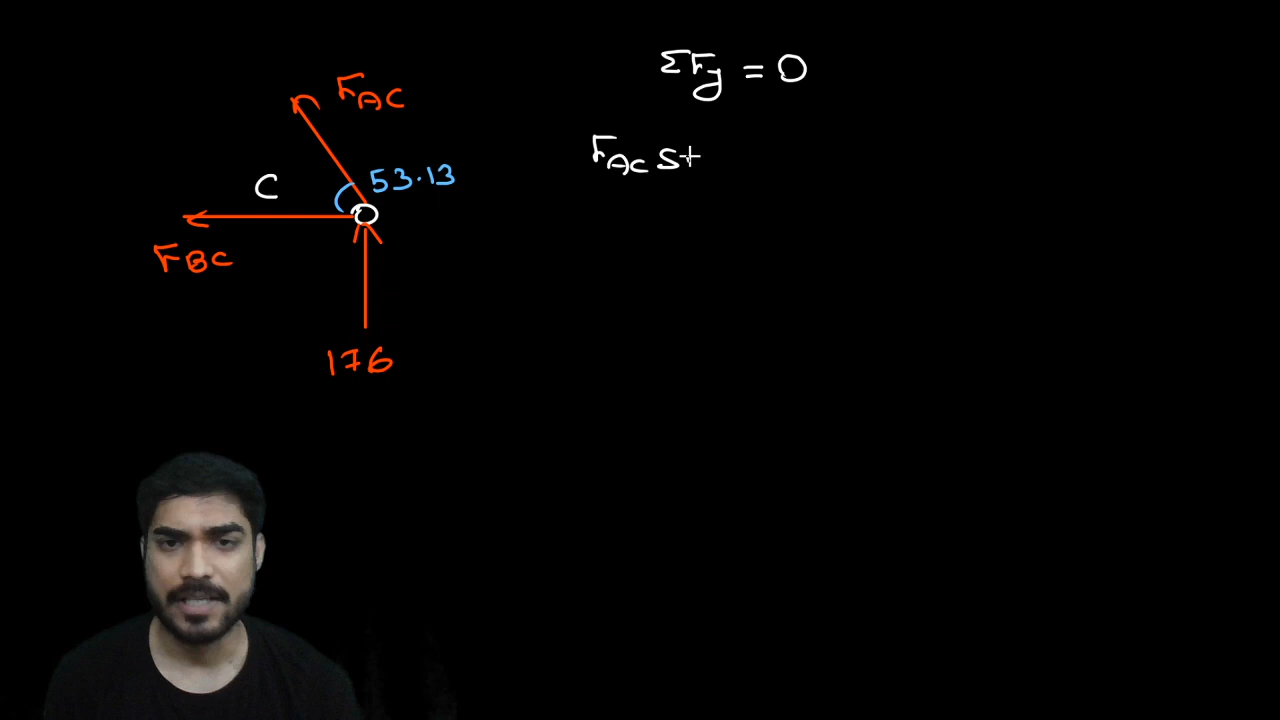 ΣFy = 0
FAC
FAC s
53.13
C
FBC
176